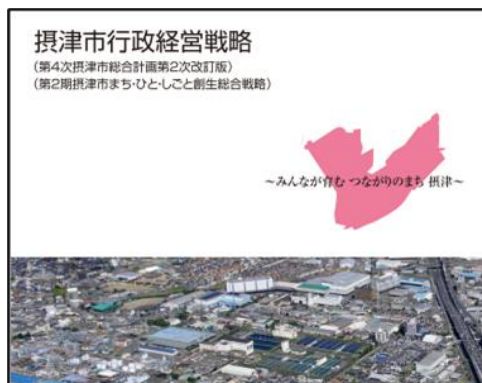 摂津市行政経営戦略
(第4次摂津市総合計画第2次改訂版)
(第2期摂津市まち・ひと・しごと創生総合戦略)
～みんなが育む つながりのまち 摂津～